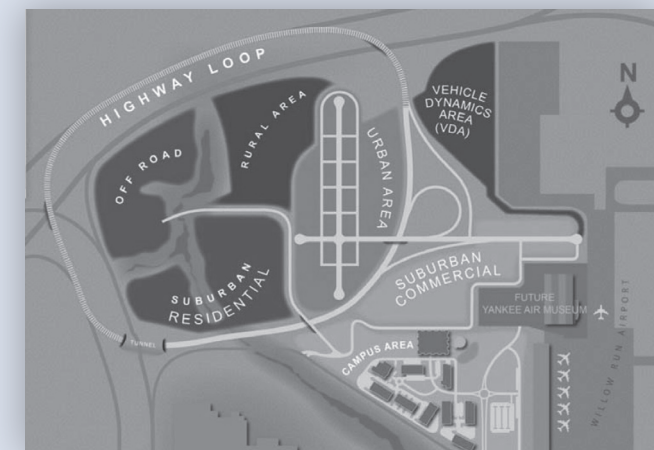 HIGHWAY LOOP
N
VEHICLE
DYNAMICS
AREA
(VDA)
RURAL AREA
OFF ROAD
URBAN AREA
SUBURBAN
RESIDENTIAL
SUBURBAN
COMMERCIAL
FUTURE
YANKEE AIR MUSEUM
WILLOW RUN AIRPORT
TUNNEL
CAMPUS AREA